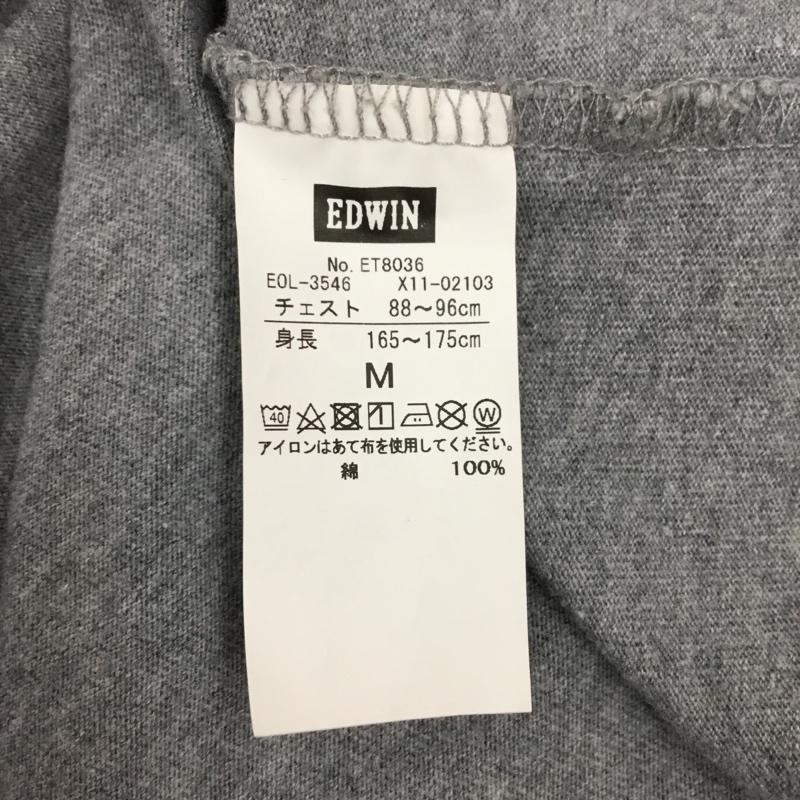 EDWIN
No. ET8036
EOL-3546 X11-02103
チェスト 88～96cm
身長 165～175cm
M
40 W
アイロンはあて布を使用してください。
綿 100%